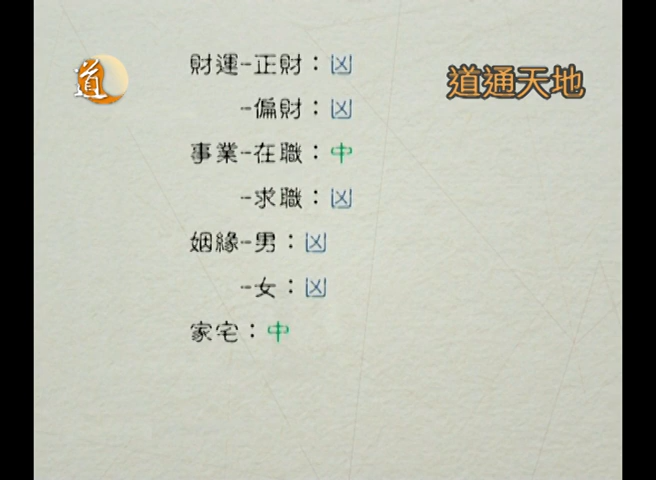 道
道通天地
財運-正財：凶
-偏財：凶
事業-在職：中
-求職：凶
姻緣-男：凶
-女：凶
家宅：中